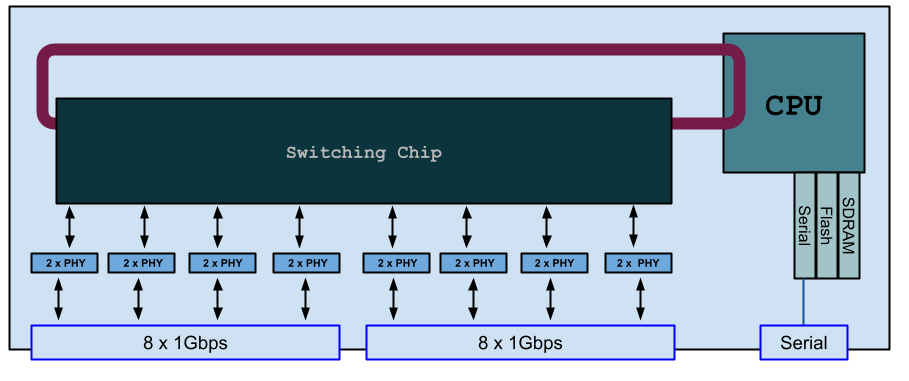 CPU
Switching Chip
Serial
Flash
SDRAM
2 x PHY
2 x PHY
2 x PHY
2 x PHY
2 x PHY
2 x PHY
2 x PHY
2 x PHY
8 x 1Gbps
8 x 1Gbps
Serial